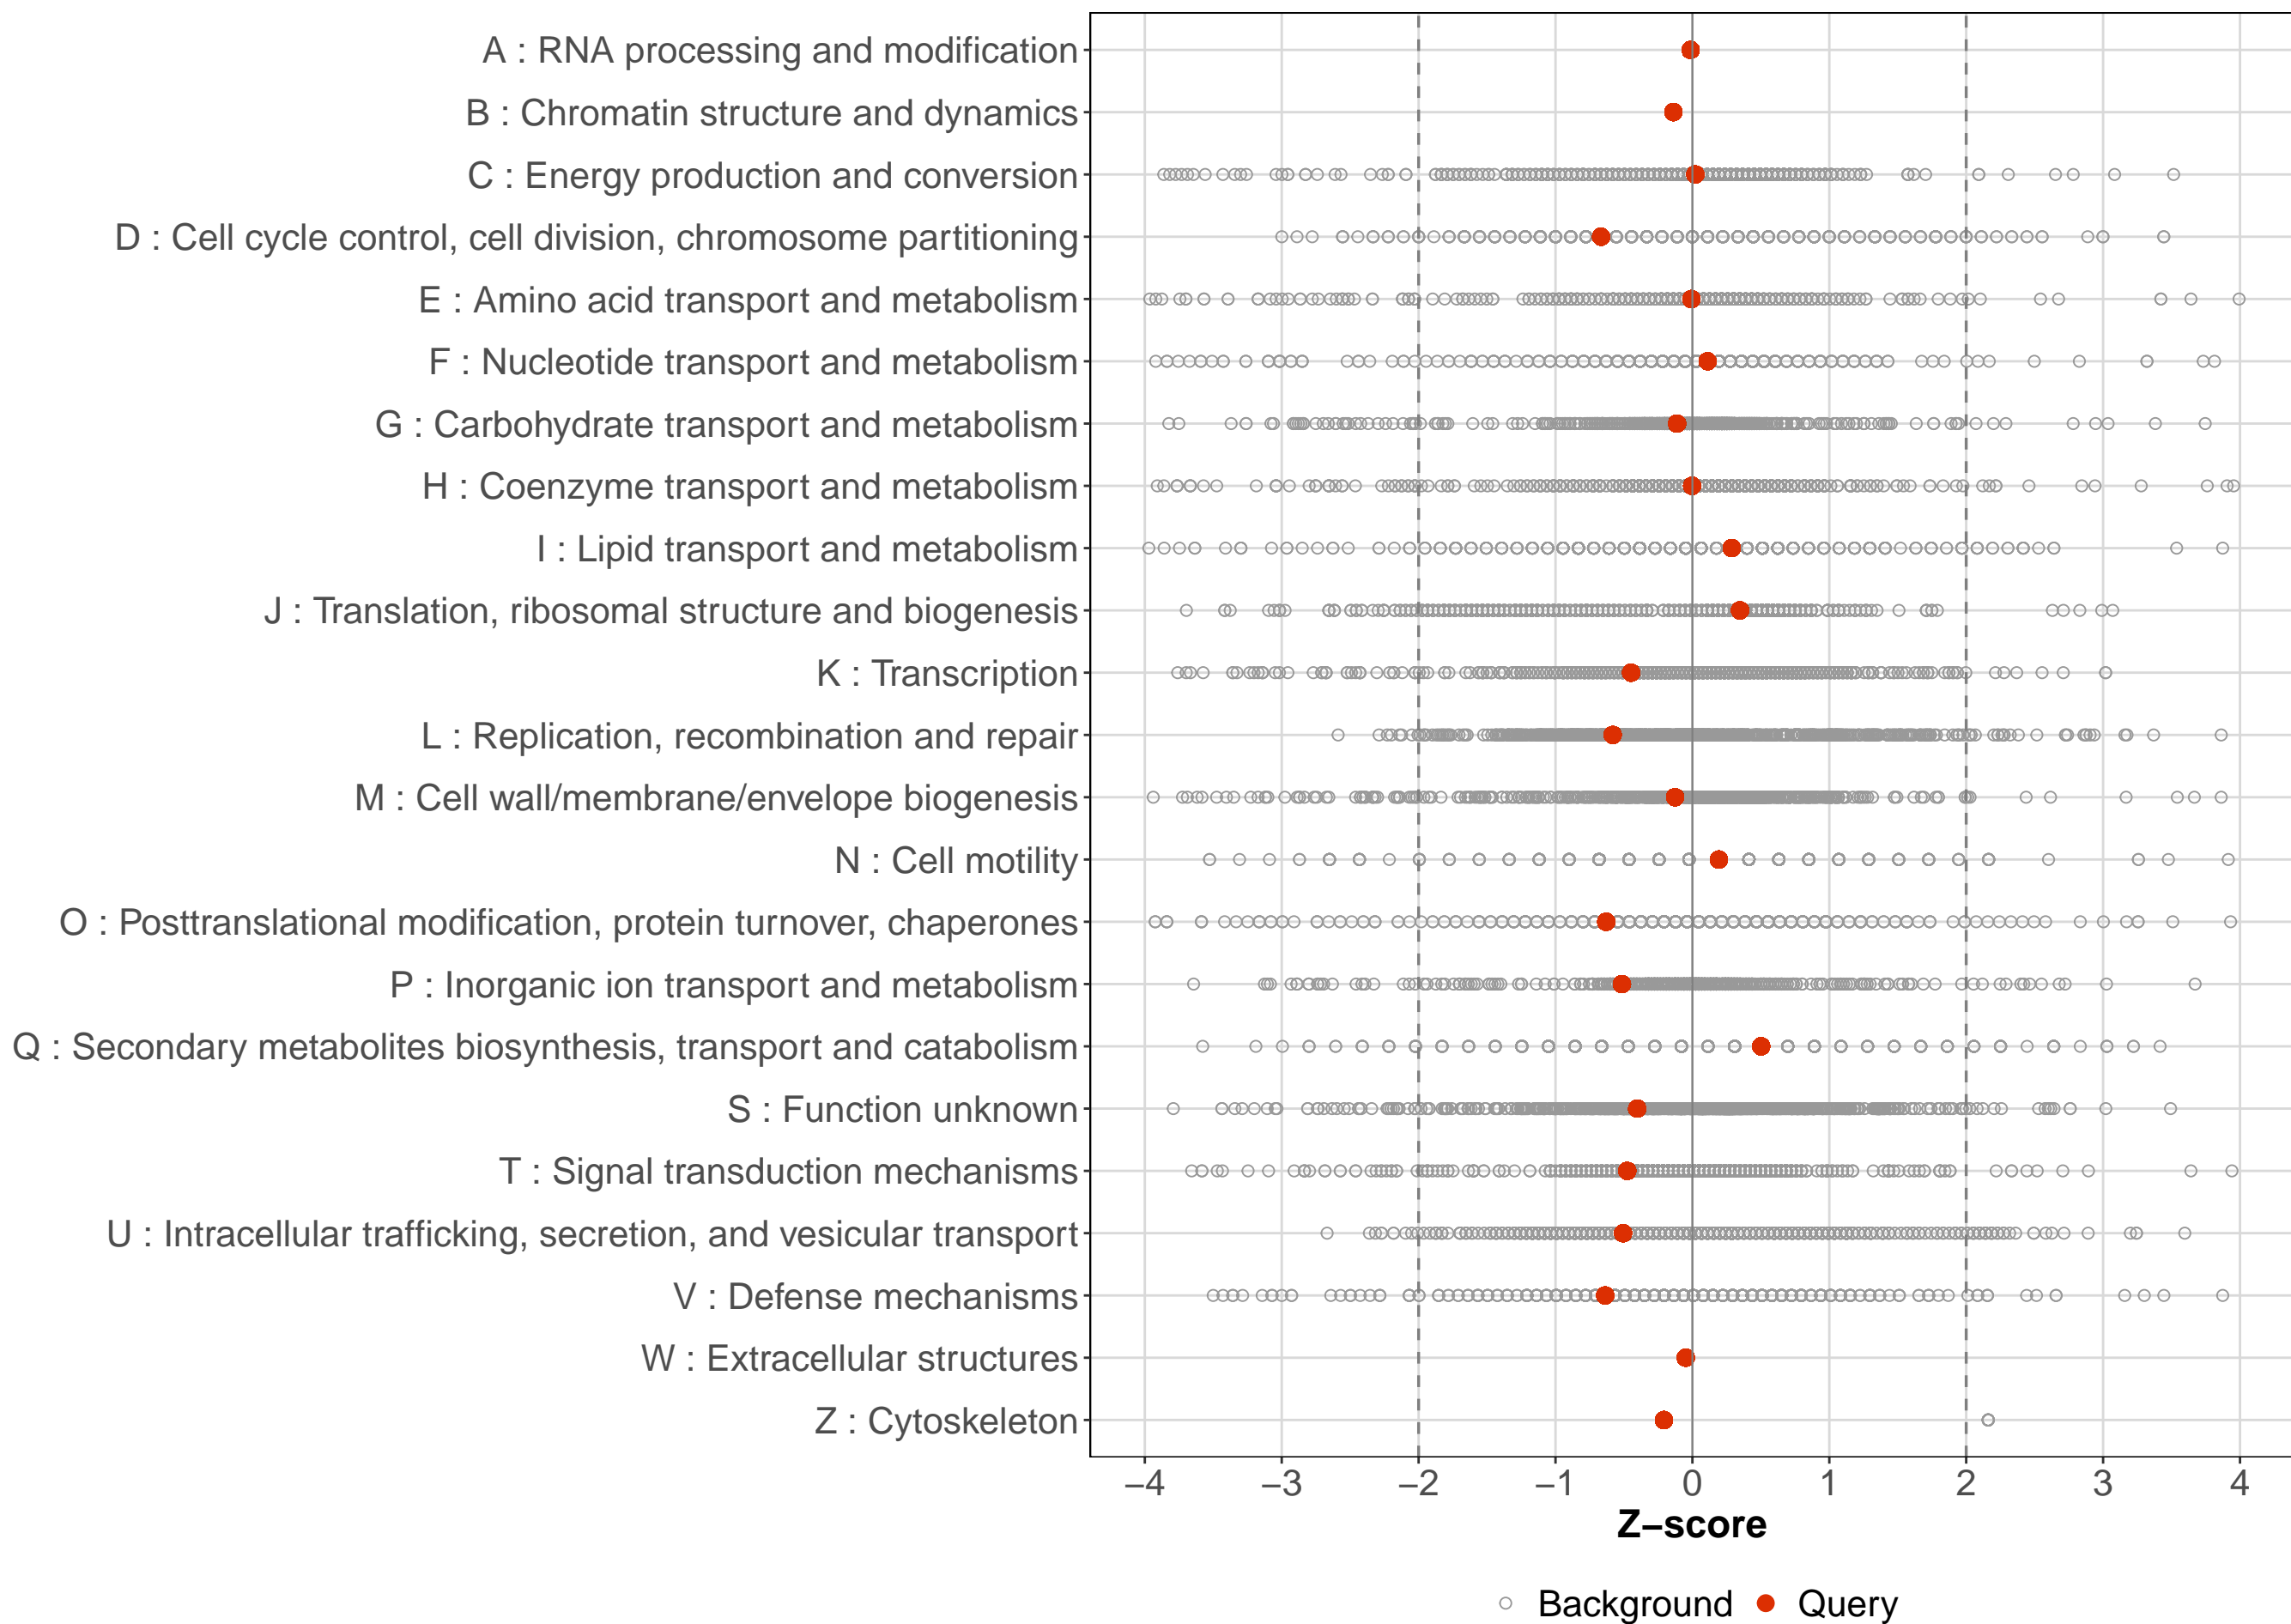 A : RNA processing and modification
B : Chromatin structure and dynamics
C : Energy production and conversion
D : Cell cycle control, cell division, chromosome partitioning
E : Amino acid transport and metabolism
F : Nucleotide transport and metabolism
G : Carbohydrate transport and metabolism
H : Coenzyme transport and metabolism
I : Lipid transport and metabolism
J : Translation, ribosomal structure and biogenesis
K : Transcription
L : Replication, recombination and repair
M : Cell wall/membrane/envelope biogenesis
N : Cell motility
O : Posttranslational modification, protein turnover, chaperones
P : Inorganic ion transport and metabolism
Q : Secondary metabolites biosynthesis, transport and catabolism
S : Function unknown
T : Signal transduction mechanisms
U : Intracellular trafficking, secretion, and vesicular transport
V : Defense mechanisms
W : Extracellular structures
Z : Cytoskeleton
−4 −3 −2 −1 0 1 2 3 4
Z−score
Background Query